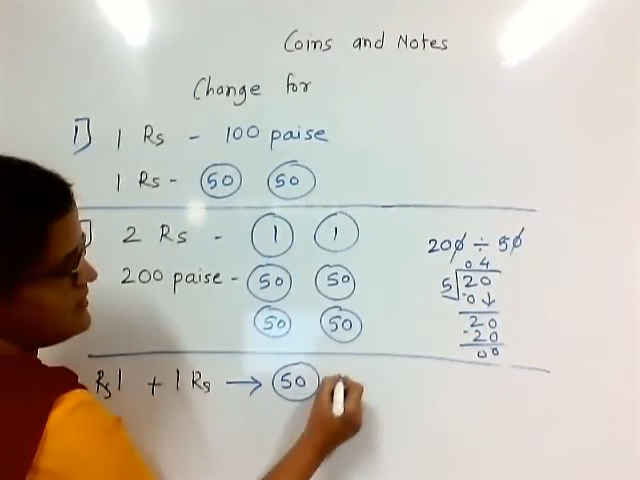 Coins and Notes
Change for
1] 1 Rs - 100 paise
1 Rs - 50 50
2 Rs - 1 1
200 paise - 50 50
50 50
200 ÷ 50
04
5 20
-0↓
20
-20
00
Rs 1 + 1 Rs → 50